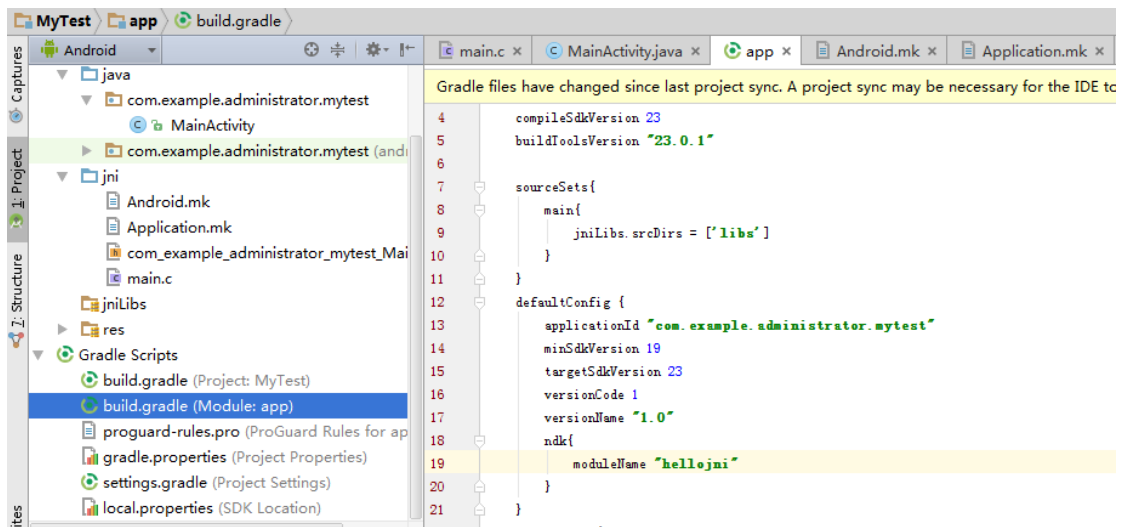 MyTest app build.gradle
Android
main.c × MainActivity.java × app × Android.mk × Application.mk ×
Captures
1: Project
7: Structure
java
com.example.administrator.mytest
MainActivity
com.example.administrator.mytest (andr
jni
Android.mk
Application.mk
com_example_administrator_mytest_Mai
main.c
jniLibs
res
Gradle Scripts
build.gradle (Project: MyTest)
build.gradle (Module: app)
proguard-rules.pro (ProGuard Rules for ap
gradle.properties (Project Properties)
settings.gradle (Project Settings)
local.properties (SDK Location)
Gradle files have changed since last project sync. A project sync may be necessary for the IDE to
4 compileSdkVersion 23
5 buildToolsVersion "23.0.1"
6
7 sourceSets{
8 main{
9 jniLibs.srcDirs = ['libs']
10 }
11 }
12 defaultConfig {
13 applicationId "com.example.administrator.mytest"
14 minSdkVersion 19
15 targetSdkVersion 23
16 versionCode 1
17 versionName "1.0"
18 ndk{
19 moduleName "hellojni"
20 }
21 }